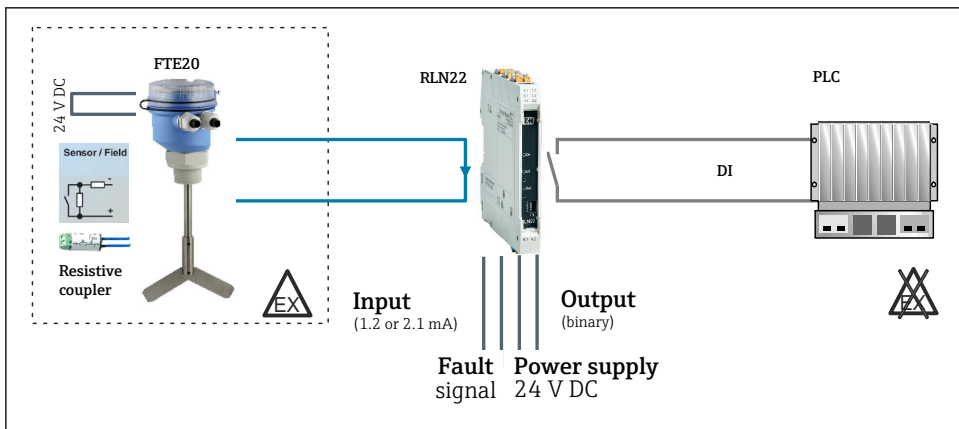 FTE20
RLN22
PLC
24 V DC
Sensor / Field
-
+
Resistive
coupler
EX
DI
EX
Input
(1.2 or 2.1 mA)
Output
(binary)
Fault
signal
Power supply
24 V DC